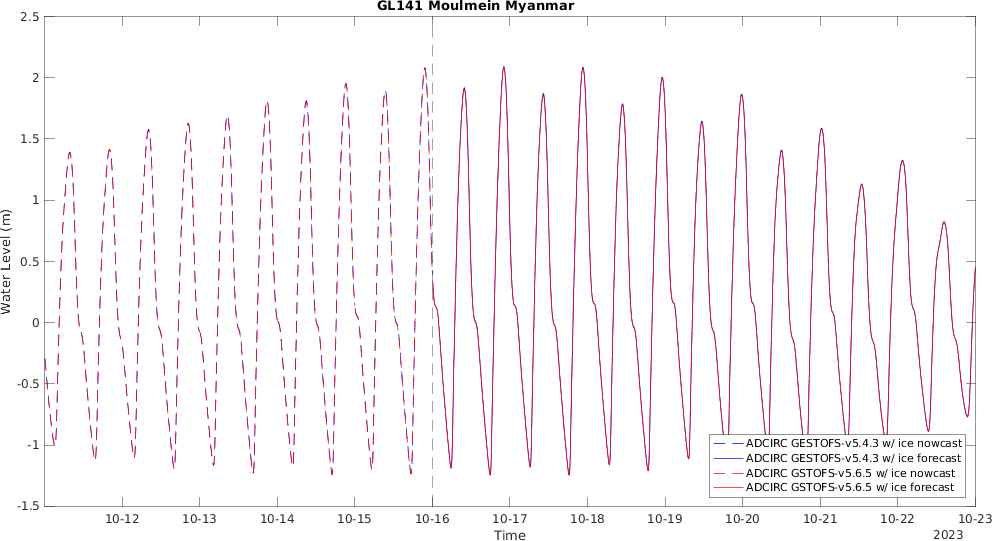 GL141 Moulmein Myanmar
2.5
2
1.5
1
0.5
0
-0.5
-1
-1.5
Water Level (m)
10-12 10-13 10-14 10-15 10-16 10-17 10-18 10-19 10-20 10-21 10-22 10-23
Time
2023
ADCIRC GESTOFS-v5.4.3 w/ ice nowcast
ADCIRC GESTOFS-v5.4.3 w/ ice forecast
ADCIRC GSTOFS-v5.6.5 w/ ice nowcast
ADCIRC GSTOFS-v5.6.5 w/ ice forecast